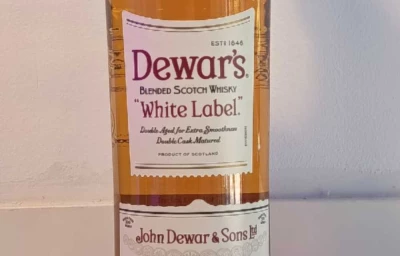 ESTD 1846
Dewar's
BLENDED SCOTCH WHISKY
"White Label"
Double Aged for Extra Smoothness
Double Cask Matured
PRODUCT OF SCOTLAND
John Dewar & Sons Ltd